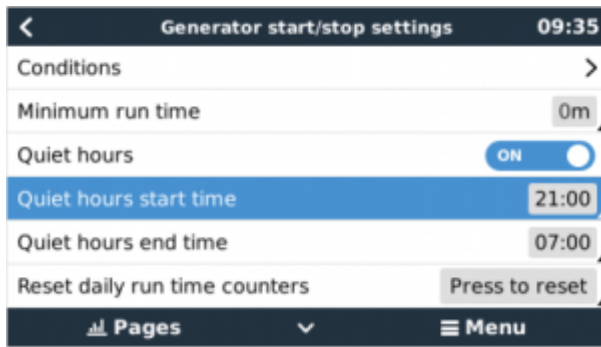 Generator start/stop settings 09:35
Conditions
Minimum run time 0m
Quiet hours ON
Quiet hours start time 21:00
Quiet hours end time 07:00
Reset daily run time counters Press to reset
Pages Menu